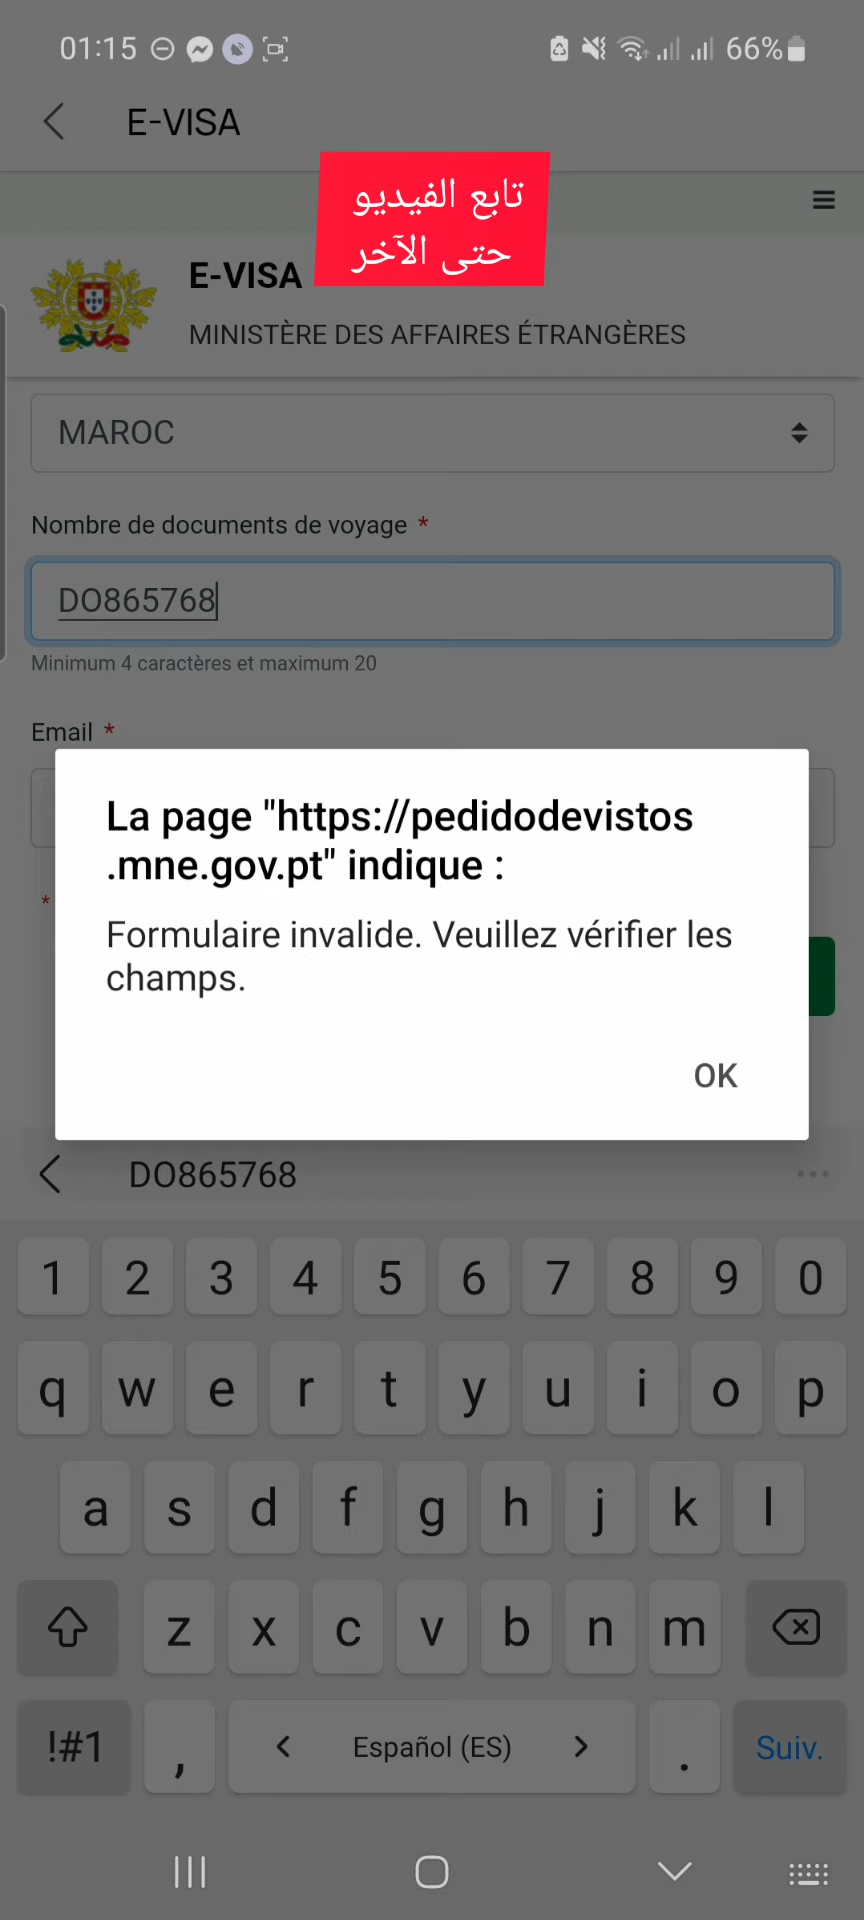 01:15
66%
E-VISA
تابع الفيديو
حتى الآخر
E-VISA
MINISTÈRE DES AFFAIRES ÉTRANGÈRES
MAROC
Nombre de documents de voyage *
DO865768
Minimum 4 caractères et maximum 20
Email *
La page "https://pedidodevistos
.mne.gov.pt" indique :
*
Formulaire invalide. Veuillez vérifier les
champs.
OK
DO865768
1 2 3 4 5 6 7 8 9 0
q w e r t y u i o p
a s d f g h j k l
z x c v b n m
!#1 , Español (ES) . Suiv.